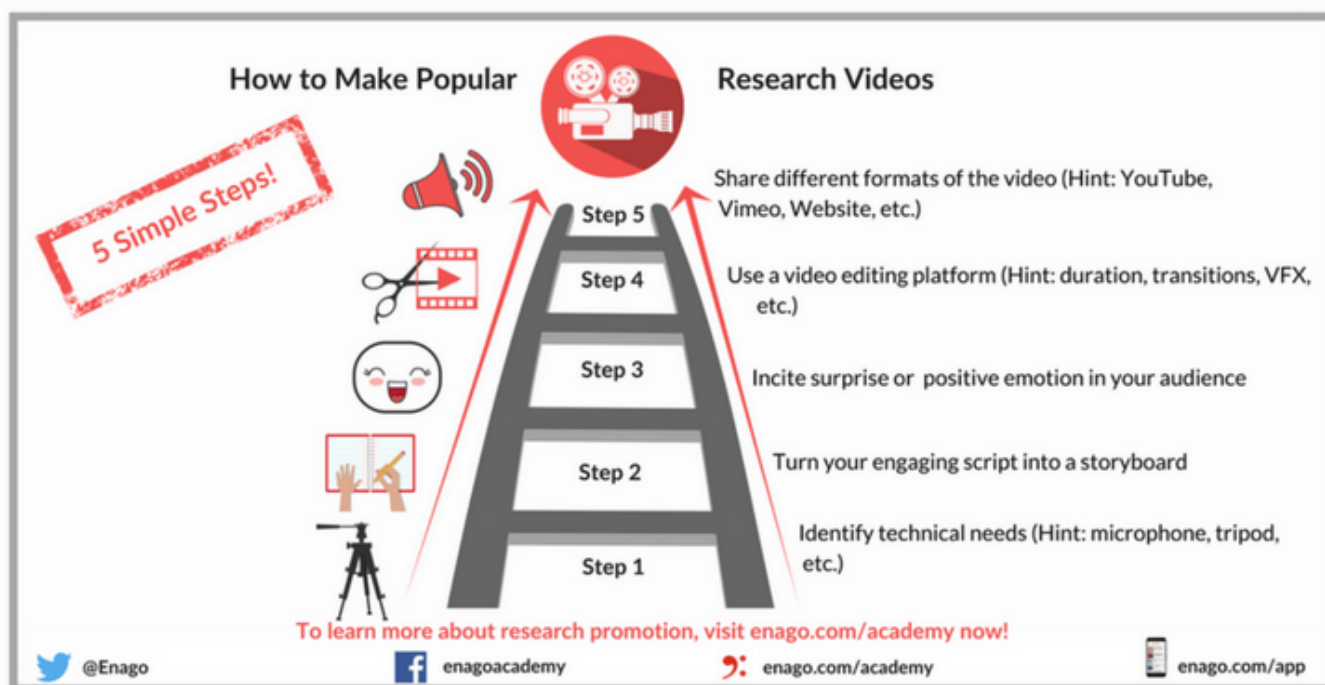 How to Make Popular Research Videos
5 Simple Steps!
Step 5
Share different formats of the video (Hint: YouTube,
Vimeo, Website, etc.)
Step 4
Use a video editing platform (Hint: duration, transitions, VFX,
etc.)
Step 3
Incite surprise or positive emotion in your audience
Step 2
Turn your engaging script into a storyboard
Step 1
Identify technical needs (Hint: microphone, tripod,
etc.)
To learn more about research promotion, visit enago.com/academy now!
@Enago
enagoacademy
enago.com/academy
enago.com/app